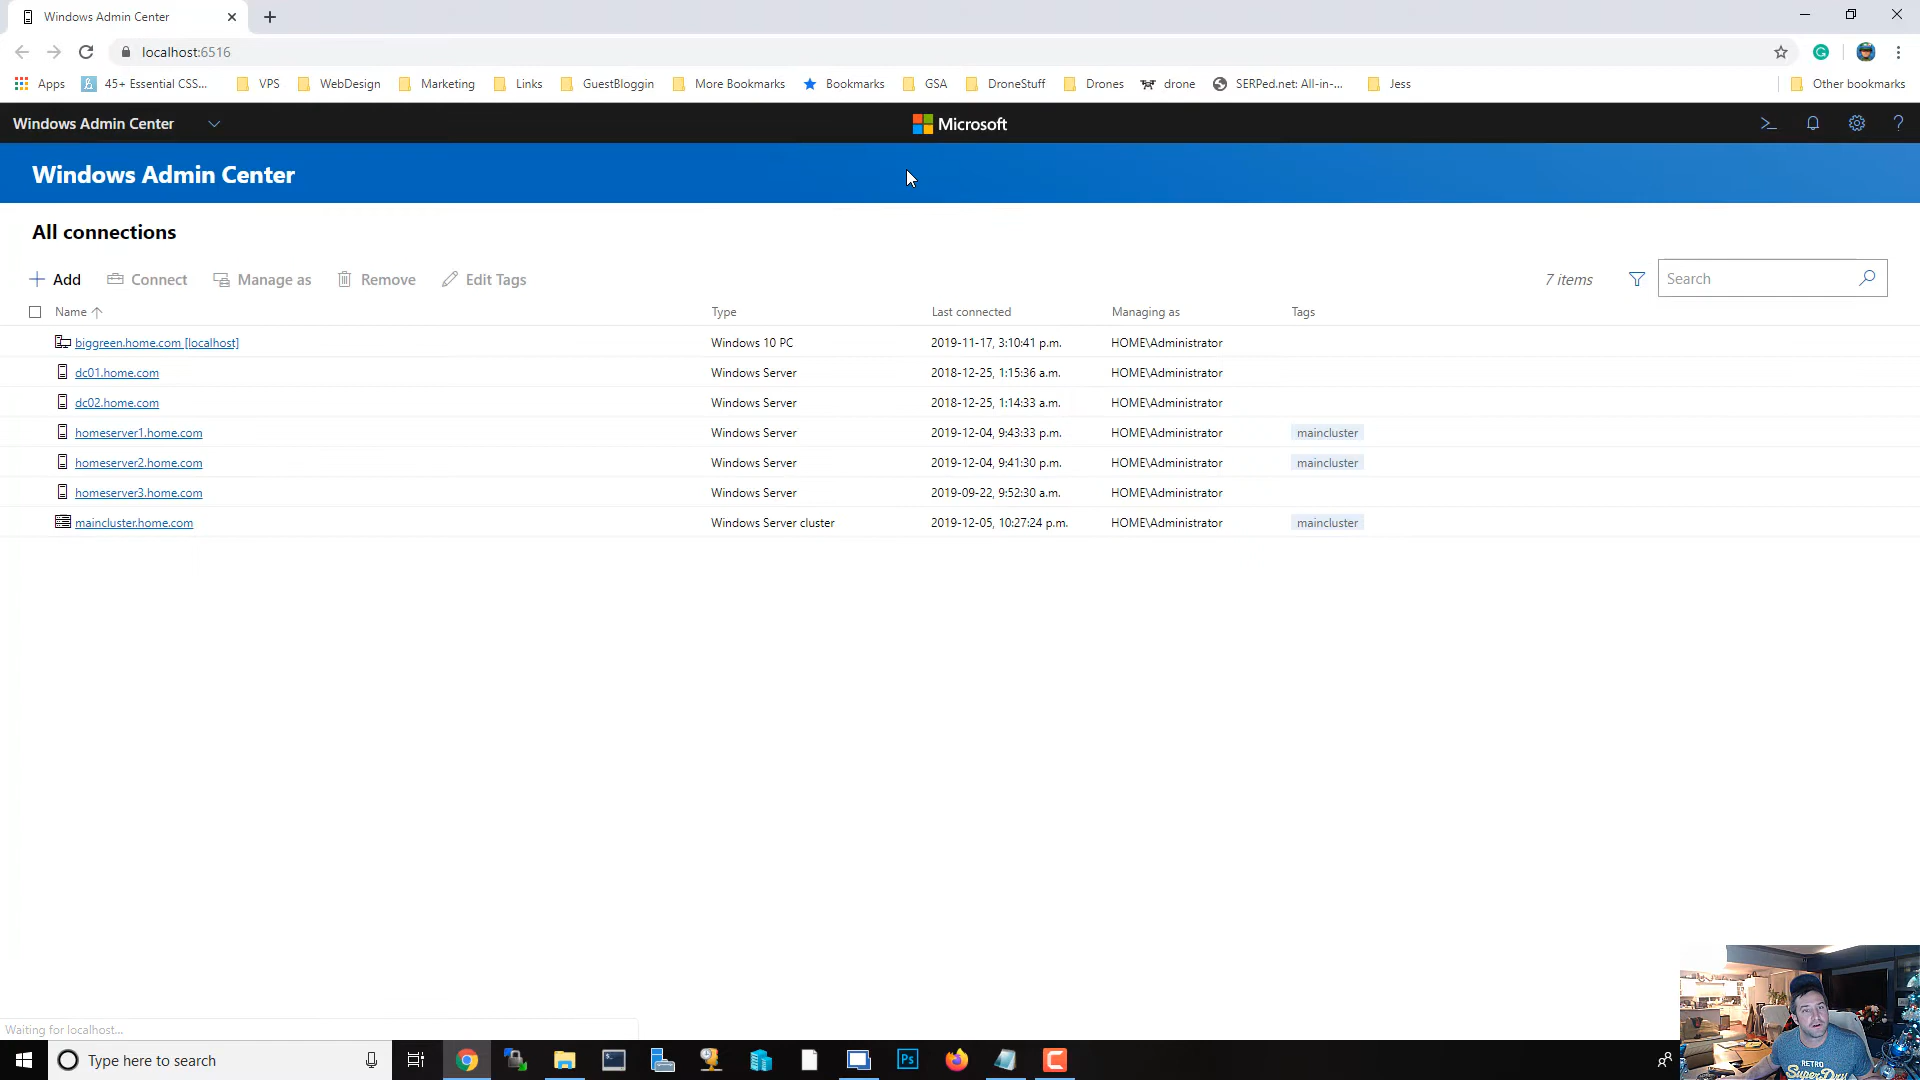 Windows Admin Center
localhost:6516
Apps 45+ Essential CSS... VPS WebDesign Marketing Links GuestBloggin More Bookmarks Bookmarks GSA DroneStuff Drones drone SERPed.net: All-in-... Jess Other bookmarks
Windows Admin Center Microsoft
Windows Admin Center
All connections
Add Connect Manage as Remove Edit Tags 7 items Search
Name Type Last connected Managing as Tags
biggreen.home.com [localhost] Windows 10 PC 2019-11-17, 3:10:41 p.m. HOME\Administrator
dc01.home.com Windows Server 2018-12-25, 1:15:36 a.m. HOME\Administrator
dc02.home.com Windows Server 2018-12-25, 1:14:33 a.m. HOME\Administrator
homeserver1.home.com Windows Server 2019-12-04, 9:43:33 p.m. HOME\Administrator maincluster
homeserver2.home.com Windows Server 2019-12-04, 9:41:30 p.m. HOME\Administrator maincluster
homeserver3.home.com Windows Server 2019-09-22, 9:52:30 a.m. HOME\Administrator
maincluster.home.com Windows Server cluster 2019-12-05, 10:27:24 p.m. HOME\Administrator maincluster
Waiting for localhost...
Type here to search
Ps
RETRO
SuperDry